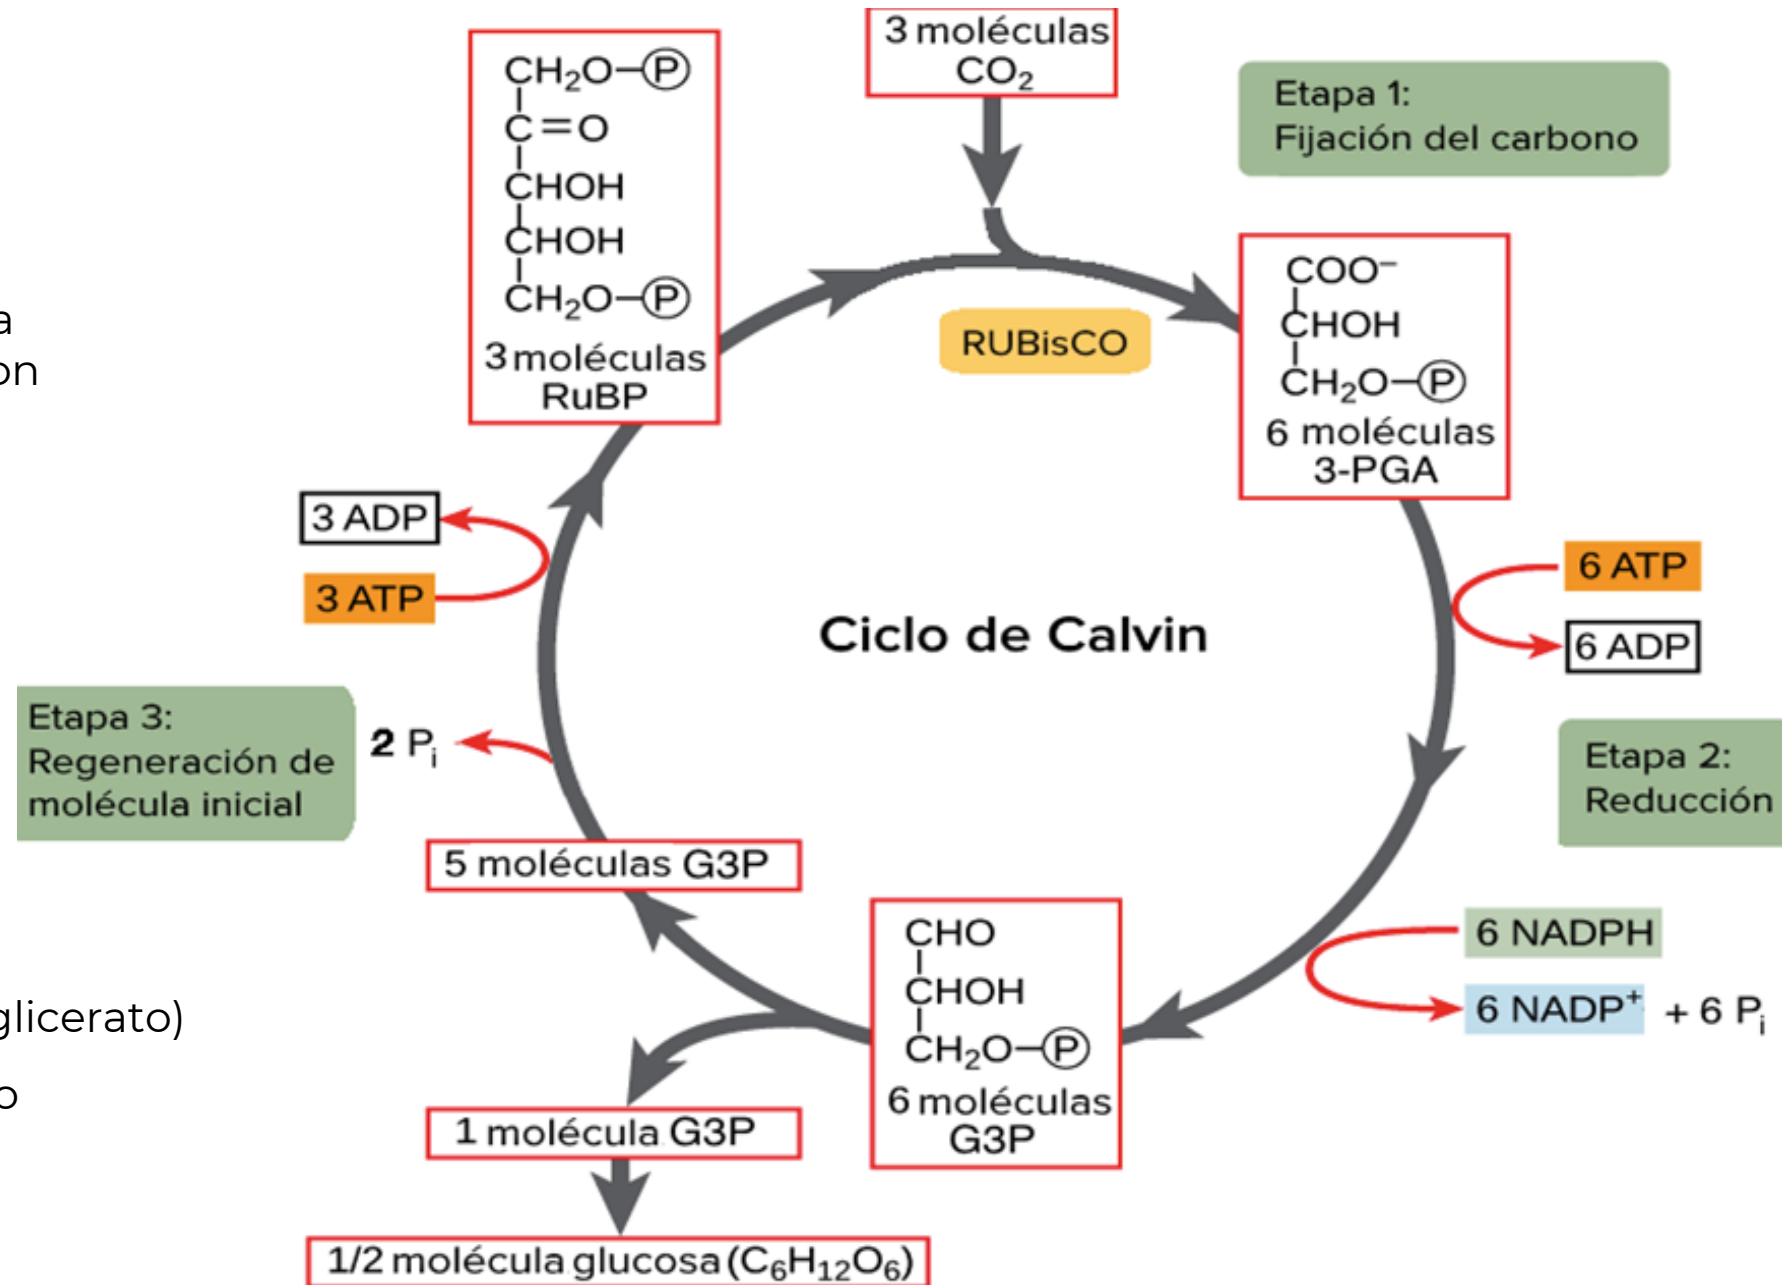 3 moléculas
CO₂
Etapa 1:
Fijación del carbono
CH₂O–P
C=O
CHOH
CHOH
CH₂O–P
3 moléculas
RuBP
RUBisCO
COO⁻
CHOH
CH₂O–P
6 moléculas
3-PGA
a
on
3 ADP
3 ATP
6 ATP
6 ADP
Ciclo de Calvin
Etapa 3:
Regeneración de
molécula inicial
2 Pᵢ
Etapa 2:
Reducción
5 moléculas G3P
CHO
CHOH
CH₂O–P
6 moléculas
G3P
6 NADPH
6 NADP⁺ + 6 Pᵢ
glicerato)
o
1 molécula G3P
1/2 molécula glucosa (C₆H₁₂O₆)